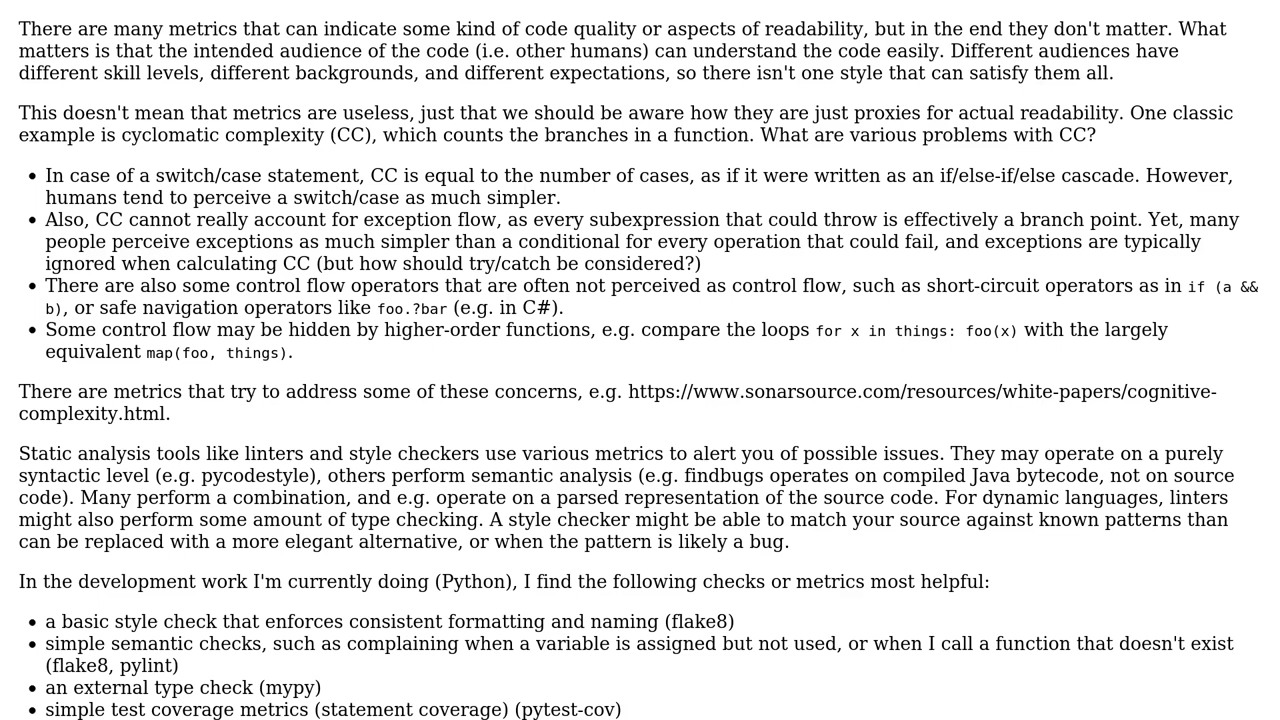 There are many metrics that can indicate some kind of code quality or aspects of readability, but in the end they don't matter. What
matters is that the intended audience of the code (i.e. other humans) can understand the code easily. Different audiences have
different skill levels, different backgrounds, and different expectations, so there isn't one style that can satisfy them all.
This doesn't mean that metrics are useless, just that we should be aware how they are just proxies for actual readability. One classic
example is cyclomatic complexity (CC), which counts the branches in a function. What are various problems with CC?
• In case of a switch/case statement, CC is equal to the number of cases, as if it were written as an if/else-if/else cascade. However,
humans tend to perceive a switch/case as much simpler.
• Also, CC cannot really account for exception flow, as every subexpression that could throw is effectively a branch point. Yet, many
people perceive exceptions as much simpler than a conditional for every operation that could fail, and exceptions are typically
ignored when calculating CC (but how should try/catch be considered?)
• There are also some control flow operators that are often not perceived as control flow, such as short-circuit operators as in if (a &&
b), or safe navigation operators like foo.?bar (e.g. in C#).
• Some control flow may be hidden by higher-order functions, e.g. compare the loops for x in things: foo(x) with the largely
equivalent map(foo, things).
There are metrics that try to address some of these concerns, e.g. https://www.sonarsource.com/resources/white-papers/cognitive-
complexity.html.
Static analysis tools like linters and style checkers use various metrics to alert you of possible issues. They may operate on a purely
syntactic level (e.g. pycodestyle), others perform semantic analysis (e.g. findbugs operates on compiled Java bytecode, not on source
code). Many perform a combination, and e.g. operate on a parsed representation of the source code. For dynamic languages, linters
might also perform some amount of type checking. A style checker might be able to match your source against known patterns than
can be replaced with a more elegant alternative, or when the pattern is likely a bug.
In the development work I'm currently doing (Python), I find the following checks or metrics most helpful:
• a basic style check that enforces consistent formatting and naming (flake8)
• simple semantic checks, such as complaining when a variable is assigned but not used, or when I call a function that doesn't exist
(flake8, pylint)
• an external type check (mypy)
• simple test coverage metrics (statement coverage) (pytest-cov)